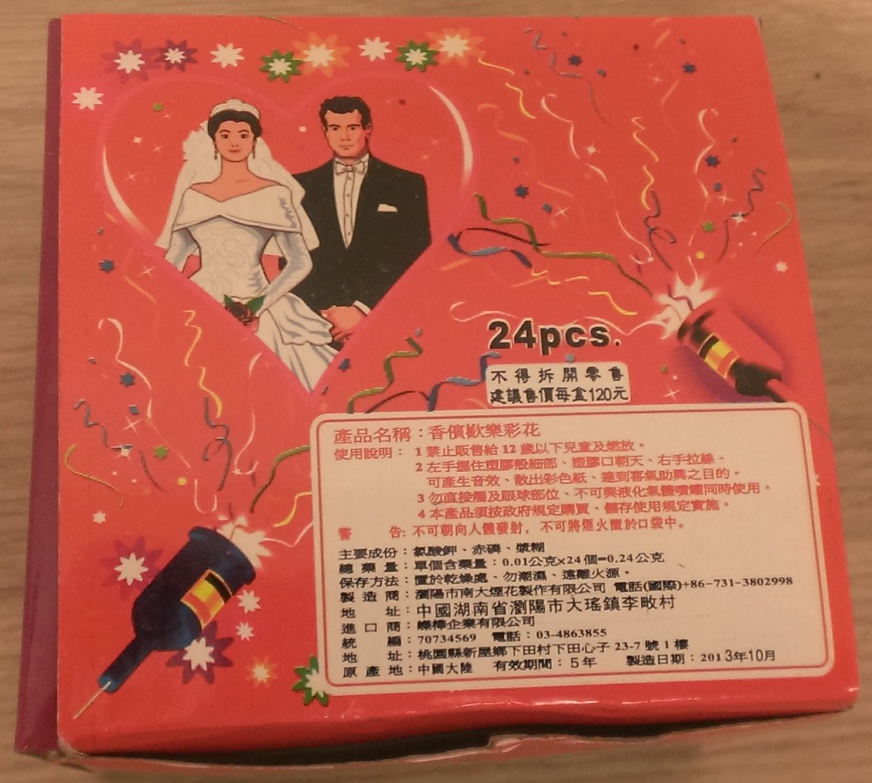 24pcs.
不得拆開零售
建議售價每盒120元
產品名稱：香儐歡樂彩花
使用說明：1 禁止販售給12歲以下兒童及燃放。
2 左手握住塑膠殼細部、塑膠口朝天、右手拉線、
可產生音效、散出彩色紙、達到喜氣助興之目的。
3 勿直接觸及眼球部位、不可與液化氣體噴罐同時使用。
4 本產品須按政府規定購買、儲存使用規定實施。
警告：不可朝向人體發射，不可將煙火置於口袋中。
主要成份：氯酸鉀、赤磷、漿糊
總藥量：單個含藥量：0.01公克×24個=0.24公克
保存方法：置於乾燥處、勿潮濕、遠離火源。
製造商：瀏陽市南大煙花製作有限公司 電話(國際)+86-731-3802998
地址：中國湖南省瀏陽市大瑤鎮李畋村
進口商：燦樺企業有限公司
統編：70734569 電話：03-4863855
地址：桃園縣新屋鄉下田村下田心子23-7號1樓
原產地：中國大陸 有效期間：5年 製造日期：2013年10月